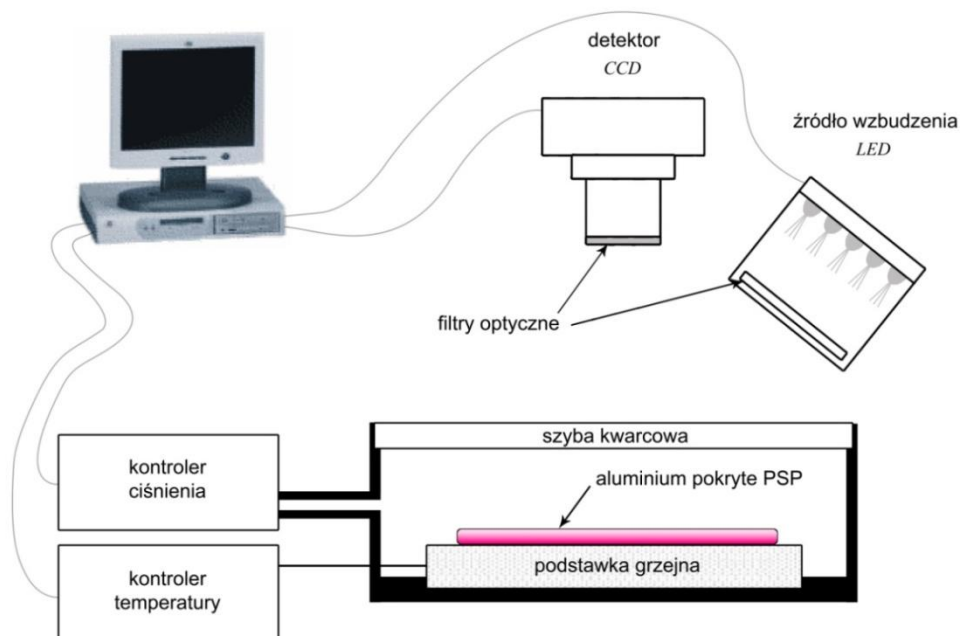 detektor
CCD
źródło wzbudzenia
LED
filtry optyczne
szyba kwarcowa
kontroler
ciśnienia
aluminium pokryte PSP
podstawka grzejna
kontroler
temperatury